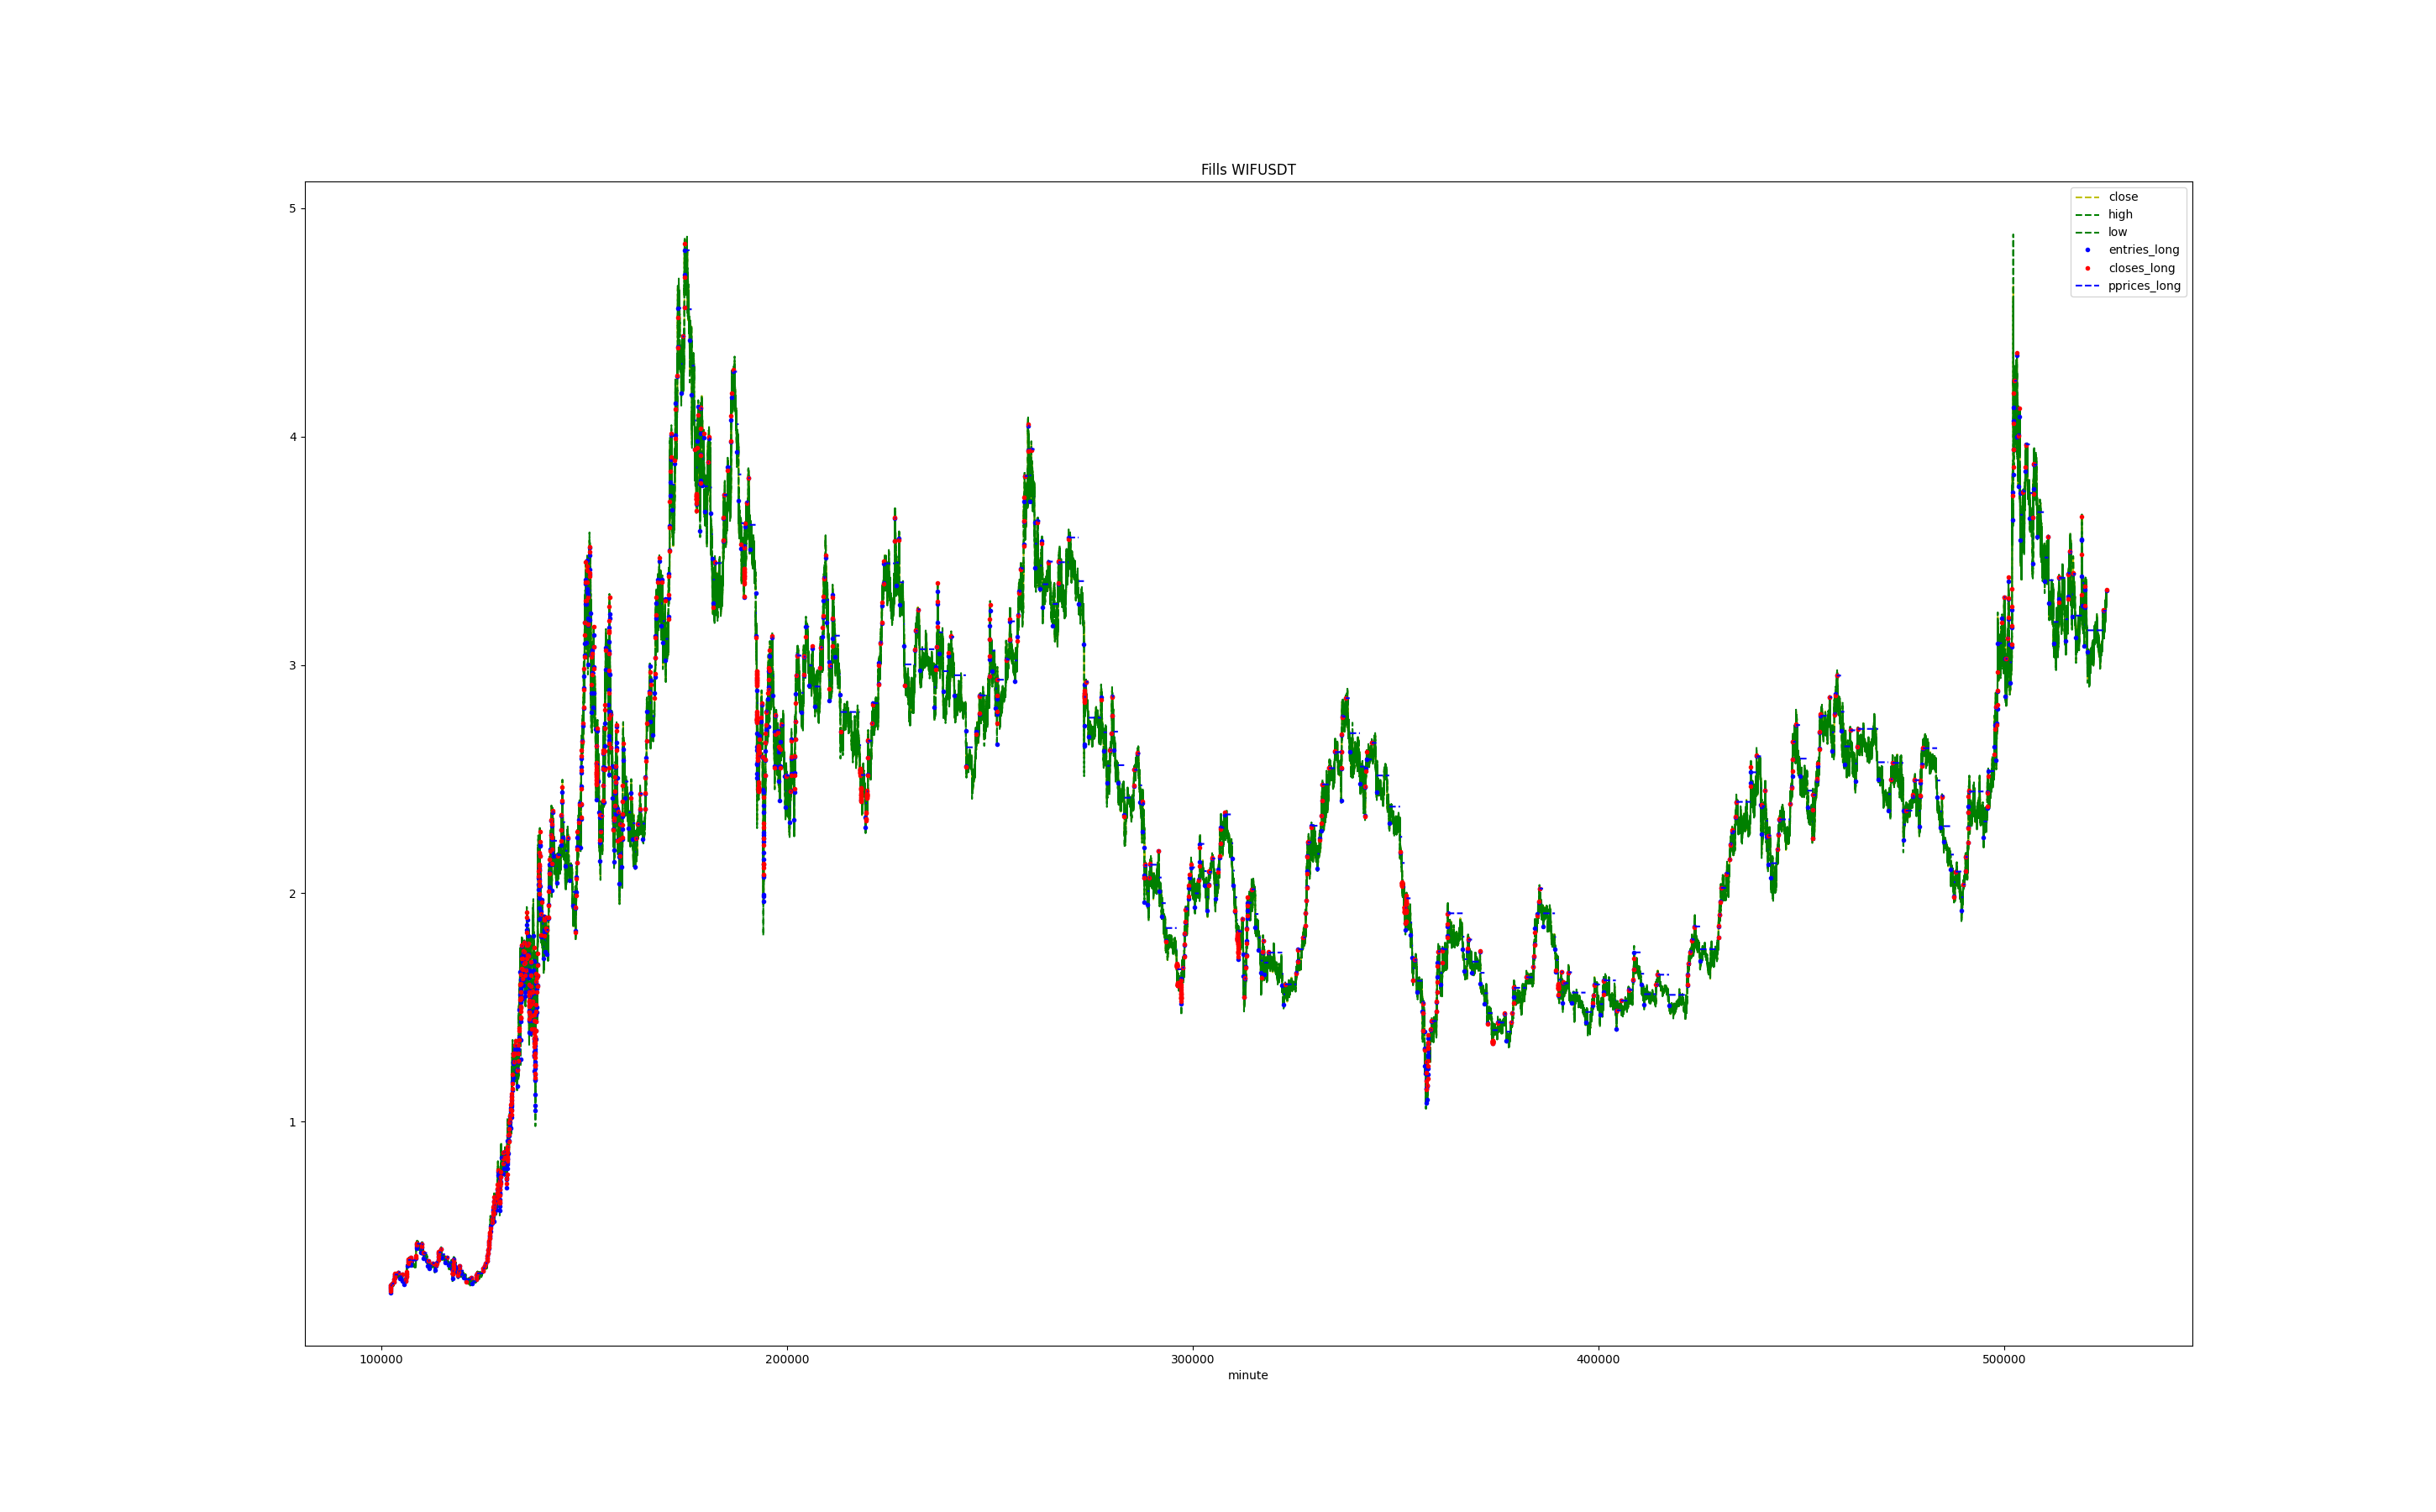 Fills WIFUSDT
close
high
low
entries_long
closes_long
pprices_long
5
4
3
2
1
100000
200000
300000
400000
500000
minute